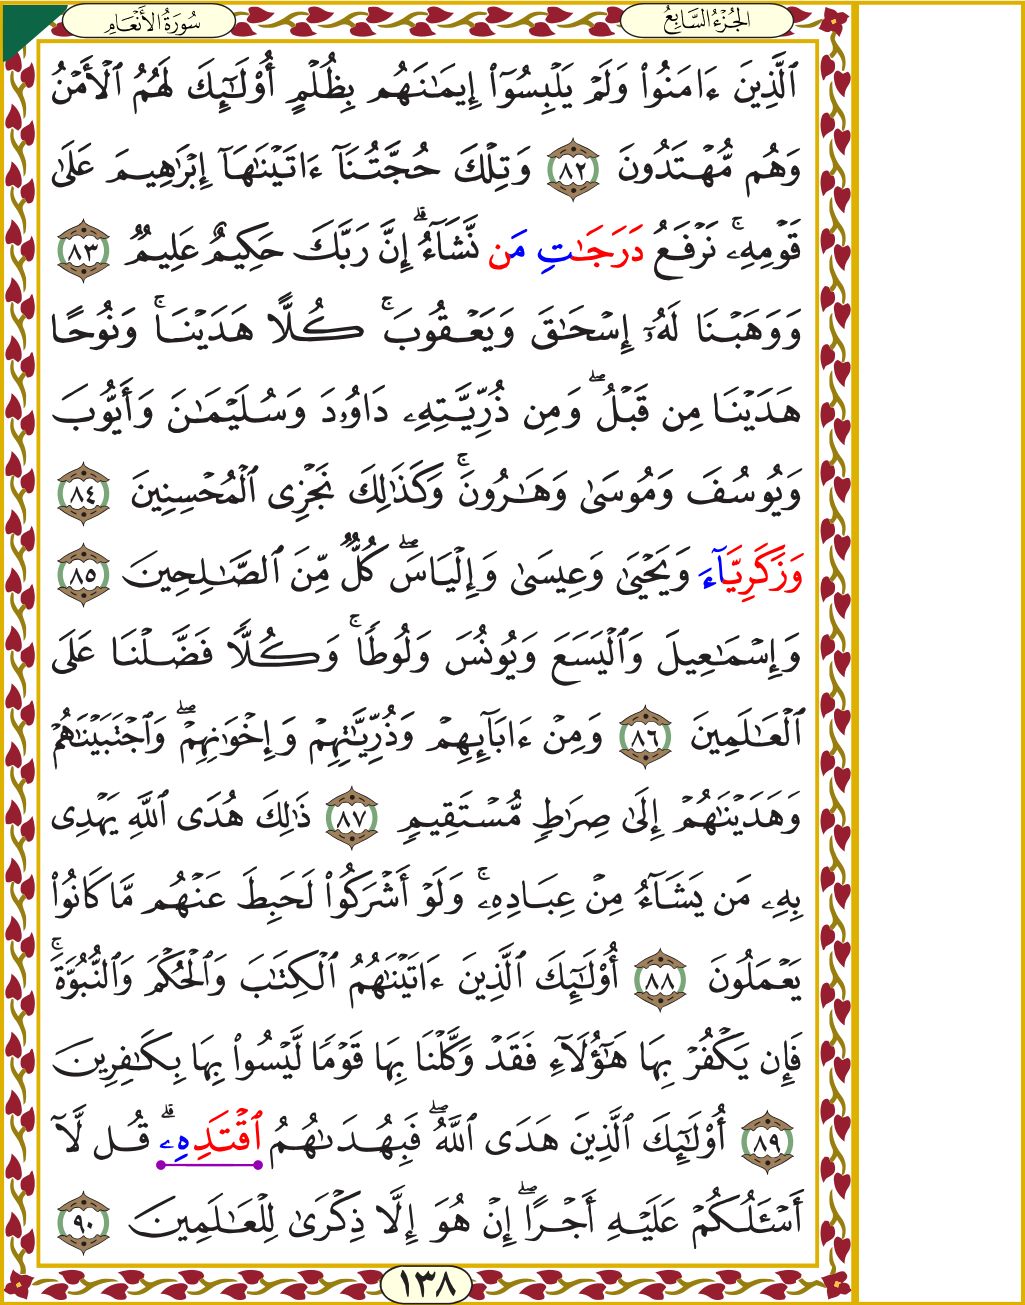 الجُزْءُ السَّابِعُ
سُورَةُ الأَنْعَامِ
ٱلَّذِينَ ءَامَنُوا۟ وَلَمْ يَلْبِسُوٓا۟ إِيمَـٰنَهُم بِظُلْمٍ أُو۟لَـٰٓئِكَ لَهُمُ ٱلْأَمْنُ
وَهُم مُّهْتَدُونَ ٨٢ وَتِلْكَ حُجَّتُنَآ ءَاتَيْنَـٰهَآ إِبْرَٰهِيمَ عَلَىٰ
قَوْمِهِۦۚ نَرْفَعُ دَرَجَـٰتِ مَن نَّشَآءُۗ إِنَّ رَبَّكَ حَكِيمٌ عَلِيمٌ ٨٣
وَوَهَبْنَا لَهُۥٓ إِسْحَـٰقَ وَيَعْقُوبَۚ كُلًّا هَدَيْنَاۚ وَنُوحًا
هَدَيْنَا مِن قَبْلُۖ وَمِن ذُرِّيَّتِهِۦ دَاوُۥدَ وَسُلَيْمَـٰنَ وَأَيُّوبَ
وَيُوسُفَ وَمُوسَىٰ وَهَـٰرُونَۚ وَكَذَٰلِكَ نَجْزِى ٱلْمُحْسِنِينَ ٨٤
وَزَكَرِيَّآءَ وَيَحْيَىٰ وَعِيسَىٰ وَإِلْيَاسَۖ كُلٌّ مِّنَ ٱلصَّـٰلِحِينَ ٨٥
وَإِسْمَـٰعِيلَ وَٱلْيَسَعَ وَيُونُسَ وَلُوطًاۚ وَكُلًّا فَضَّلْنَا عَلَى
ٱلْعَـٰلَمِينَ ٨٦ وَمِنْ ءَابَآئِهِمْ وَذُرِّيَّـٰتِهِمْ وَإِخْوَٰنِهِمْۖ وَٱجْتَبَيْنَـٰهُمْ
وَهَدَيْنَـٰهُمْ إِلَىٰ صِرَٰطٍ مُّسْتَقِيمٍ ٨٧ ذَٰلِكَ هُدَى ٱللَّهِ يَهْدِى
بِهِۦ مَن يَشَآءُ مِنْ عِبَادِهِۦۚ وَلَوْ أَشْرَكُوا۟ لَحَبِطَ عَنْهُم مَّا كَانُوا۟
يَعْمَلُونَ ٨٨ أُو۟لَـٰٓئِكَ ٱلَّذِينَ ءَاتَيْنَـٰهُمُ ٱلْكِتَـٰبَ وَٱلْحُكْمَ وَٱلنُّبُوَّةَۚ
فَإِن يَكْفُرْ بِهَا هَـٰٓؤُلَآءِ فَقَدْ وَكَّلْنَا بِهَا قَوْمًا لَّيْسُوا۟ بِهَا بِكَـٰفِرِينَ
٨٩ أُو۟لَـٰٓئِكَ ٱلَّذِينَ هَدَى ٱللَّهُۖ فَبِهُدَىٰهُمُ ٱقْتَدِهِۦۗ قُل لَّآ
أَسْـَٔلُكُمْ عَلَيْهِ أَجْرًاۖ إِنْ هُوَ إِلَّا ذِكْرَىٰ لِلْعَـٰلَمِينَ ٩٠
١٣٨